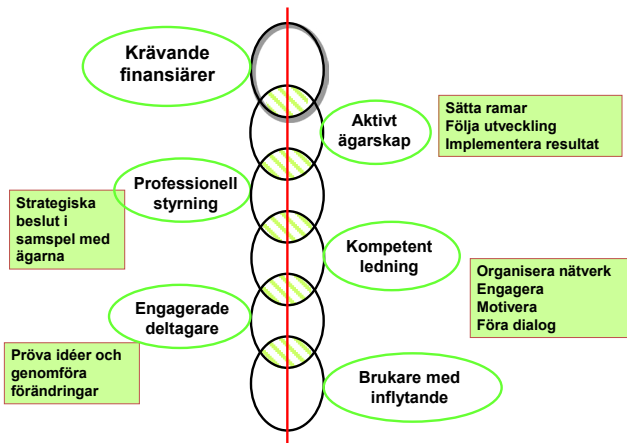 Krävande
finansiärer
Aktivt
ägarskap
Sätta ramar
Följa utveckling
Implementera resultat
Professionell
styrning
Strategiska
beslut i
samspel med
ägarna
Kompetent
ledning
Organisera nätverk
Engagera
Motivera
Föra dialog
Engagerade
deltagare
Pröva idéer och
genomföra
förändringar
Brukare med
inflytande